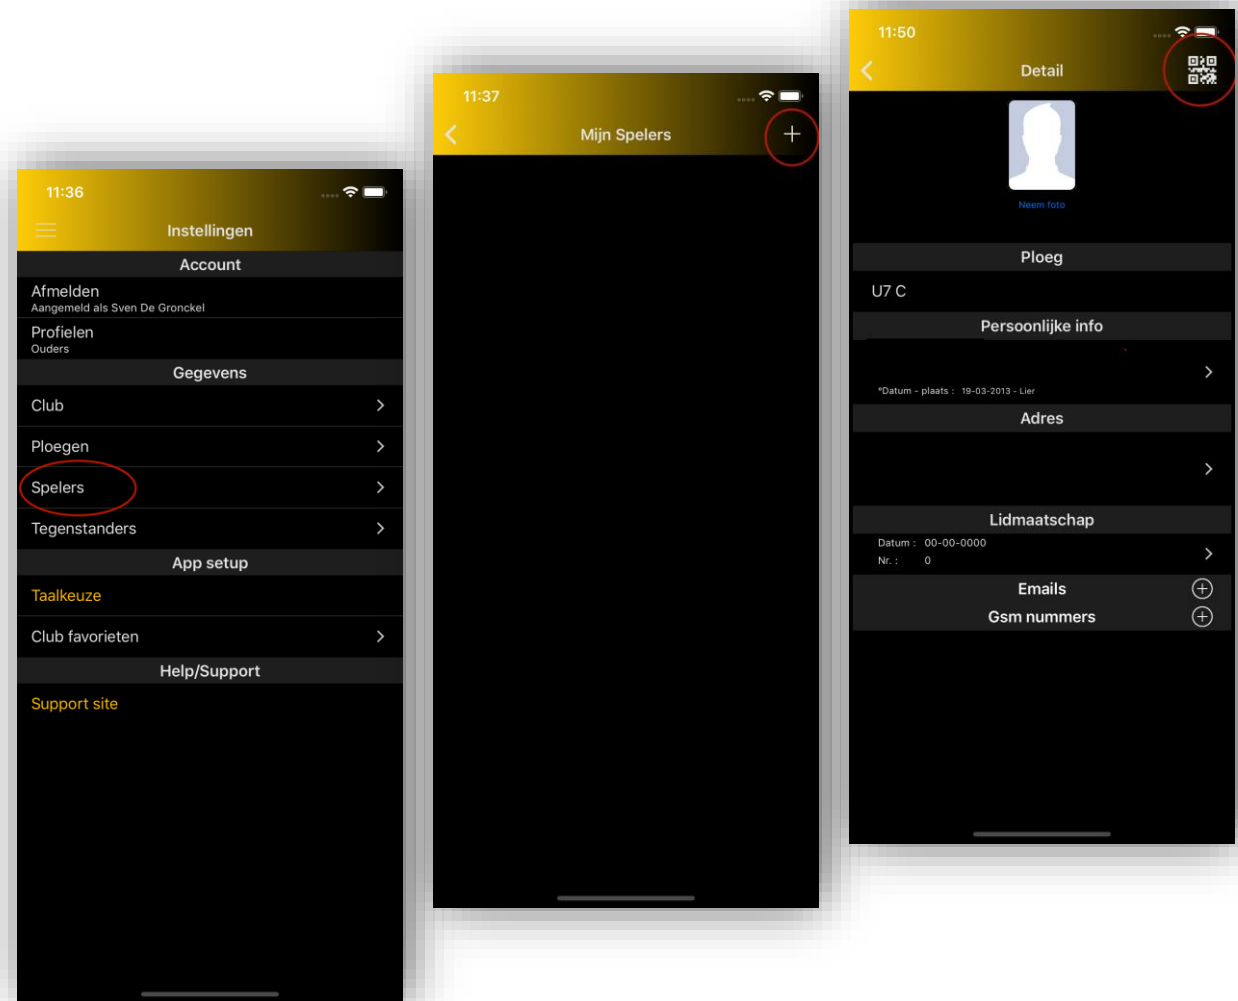 11:36
Instellingen
Account
Afmelden
Aangemeld als Sven De Gronckel
Profielen
Ouders
Gegevens
Club
Ploegen
Spelers
Tegenstanders
App setup
Taalkeuze
Club favorieten
Help/Support
Support site
11:37
Mijn Spelers
11:50
Detail
Neem foto
Ploeg
U7 C
Persoonlijke info
*Datum - plaats : 19-03-2013 - Lier
Adres
Lidmaatschap
Datum : 00-00-0000
Nr. : 0
Emails
Gsm nummers